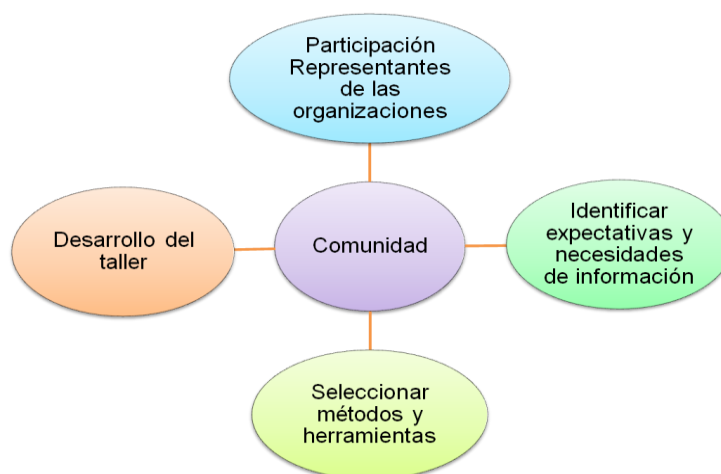 Participación
Representantes
de las
organizaciones
Desarrollo del
taller
Comunidad
Identificar
expectativas y
necesidades
de información
Seleccionar
métodos y
herramientas